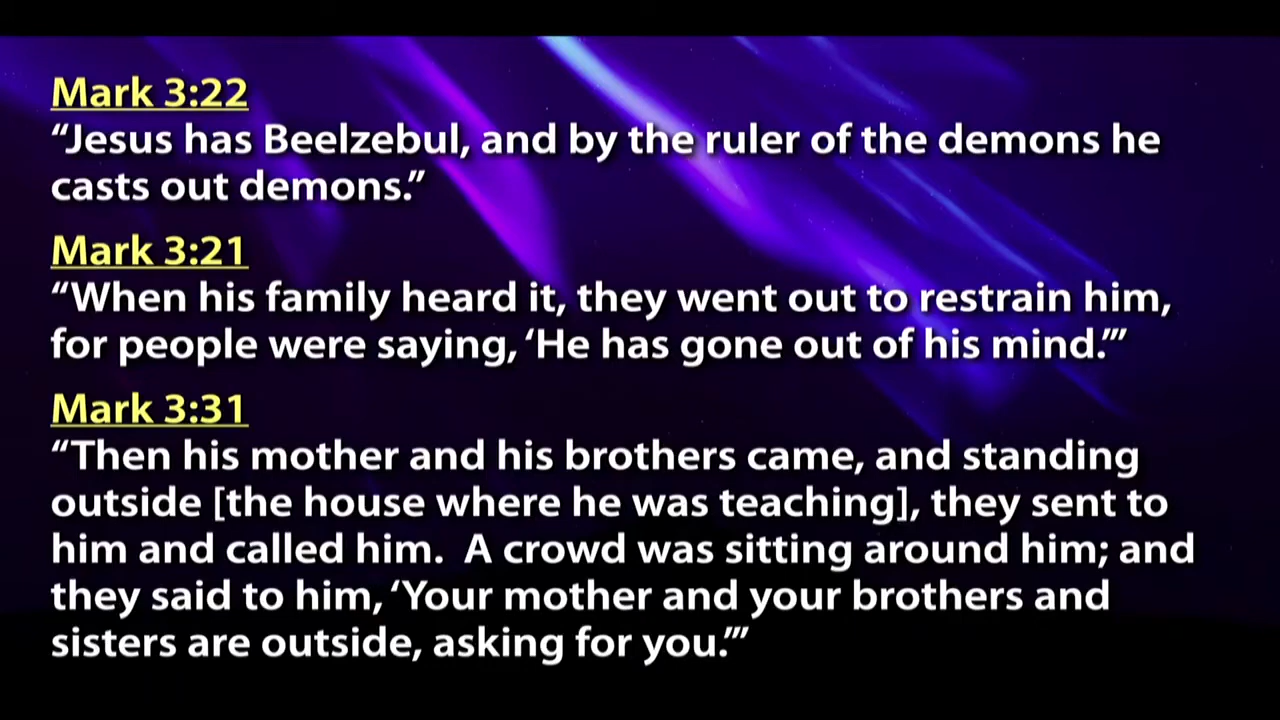 Mark 3:22
“Jesus has Beelzebul, and by the ruler of the demons he
casts out demons.”
Mark 3:21
“When his family heard it, they went out to restrain him,
for people were saying, ‘He has gone out of his mind.’”
Mark 3:31
“Then his mother and his brothers came, and standing
outside [the house where he was teaching], they sent to
him and called him.  A crowd was sitting around him; and
they said to him, ‘Your mother and your brothers and
sisters are outside, asking for you.’”